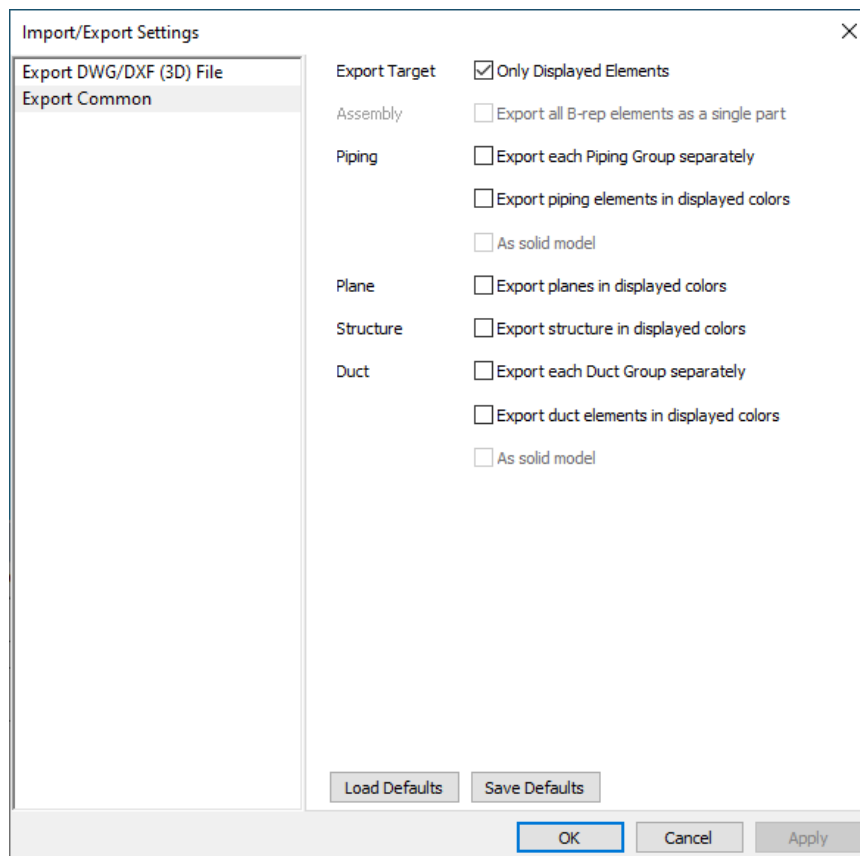 Import/Export Settings
Export DWG/DXF (3D) File
Export Common
Export Target Only Displayed Elements
Assembly Export all B-rep elements as a single part
Piping Export each Piping Group separately
Export piping elements in displayed colors
As solid model
Plane Export planes in displayed colors
Structure Export structure in displayed colors
Duct Export each Duct Group separately
Export duct elements in displayed colors
As solid model
Load Defaults Save Defaults
OK Cancel Apply